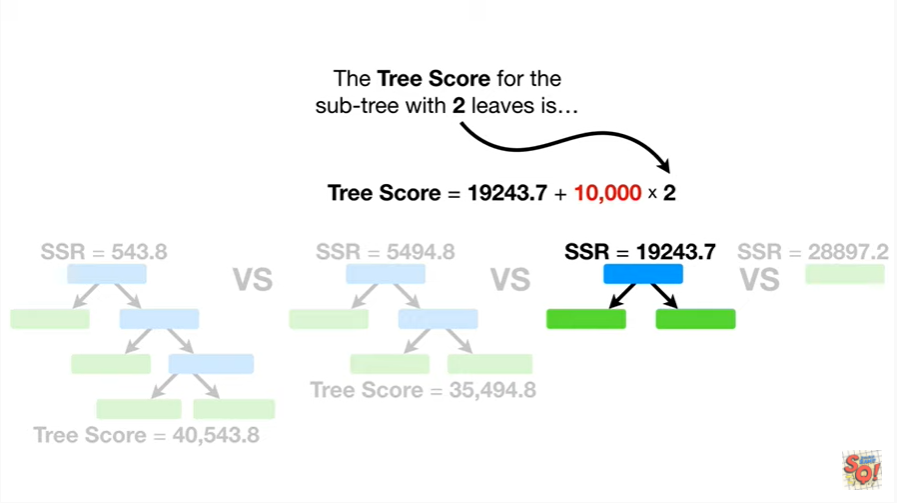 The Tree Score for the
sub-tree with 2 leaves is…
Tree Score = 19243.7 + 10,000 × 2
SSR = 543.8
VS
SSR = 5494.8
VS
SSR = 19243.7
VS
SSR = 28897.2
Tree Score = 35,494.8
Tree Score = 40,543.8
SQ!